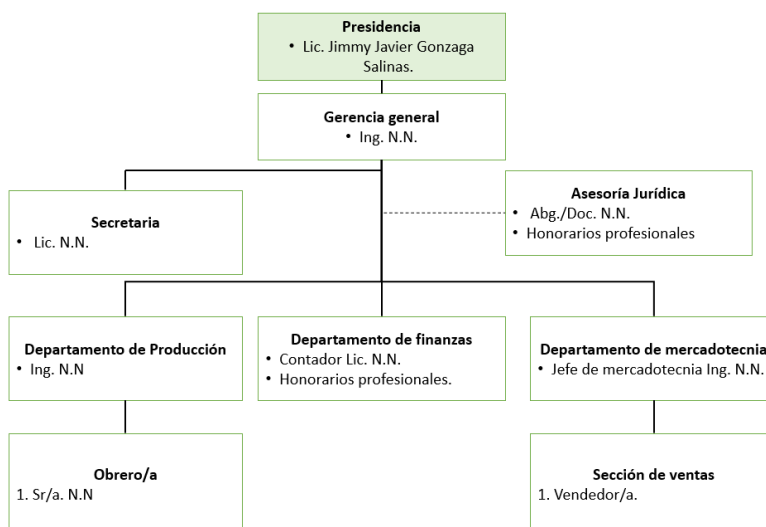 Presidencia
• Lic. Jimmy Javier Gonzaga
Salinas.
Gerencia general
• Ing. N.N.
Secretaria
• Lic. N.N.
Asesoría Jurídica
• Abg./Doc. N.N.
• Honorarios profesionales
Departamento de Producción
• Ing. N.N
Departamento de finanzas
• Contador Lic. N.N.
• Honorarios profesionales.
Departamento de mercadotecnia
• Jefe de mercadotecnia Ing. N.N.
Obrero/a
1. Sr/a. N.N
Sección de ventas
1. Vendedor/a.